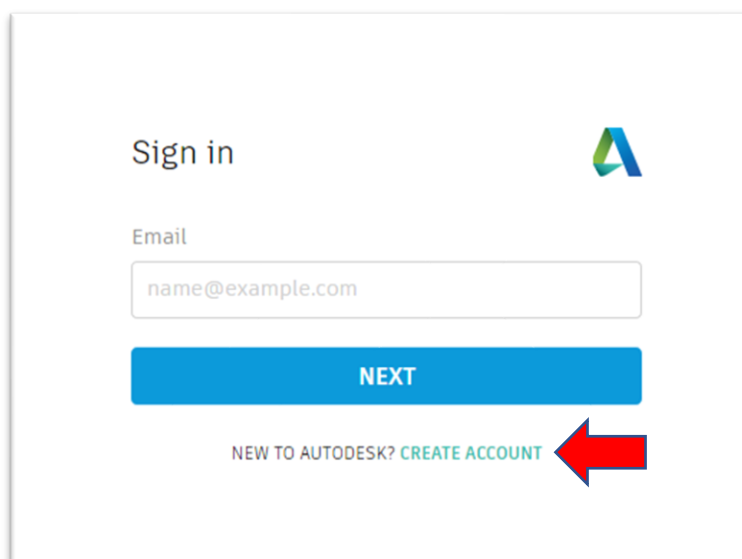 Sign in
Email
name@example.com
NEXT
NEW TO AUTODESK? CREATE ACCOUNT